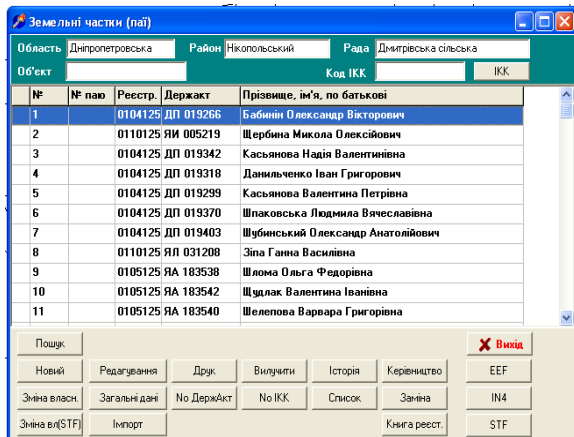 Земельні частки (паї)
Область Дніпропетровська Район Нікопольський Рада Дмитрівська сільська
Об'єкт Код ІКК ІКК
№ № паю Реєстр. Держакт Прізвище, ім'я, по батькові
1 0104125 ДП 019266 Бабинін Олександр Вікторович
2 0110125 ЯИ 005219 Щербина Микола Олексійович
3 0104125 ДП 019342 Касьянова Надія Валентинівна
4 0104125 ДП 019318 Данильченко Іван Григорович
5 0104125 ДП 019299 Касьянова Валентина Петрівна
6 0104125 ДП 019370 Шпаковська Людмила Вячеславівна
7 0104125 ДП 019403 Шубинський Олександр Анатолійович
8 0110125 ЯЛ 031208 Зіпа Ганна Василівна
9 0105125 ЯА 183538 Шлома Ольга Федорівна
10 0105125 ЯА 183542 Щудлак Валентина Іванівна
11 0105125 ЯА 183540 Шелепова Варвара Григорівна
Пошук Вихід
Новий Редагування Друк Вилучити Історія Керівництво EEF
Зміна власн. Загальні дані No ДержАкт No ІКК Список Заміна IN4
Зміна вл(STF) Імпорт Книга реєст. STF